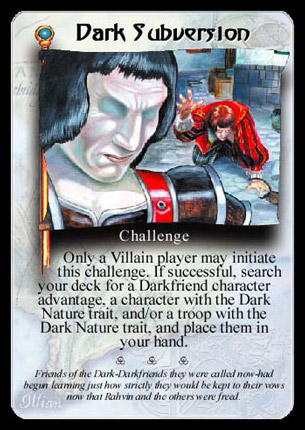 Dark Subversion
Challenge
Only a Villain player may initiate
this challenge. If successful, search
your deck for a Darkfriend character
advantage, a character with the Dark
Nature trait, and/or a troop with the
Dark Nature trait, and place them in
your hand.
Friends of the Dark-Darkfriends they were called now-had
begun learning just how strictly they would be kept to their vows
now that Rahvin and the others were freed.
Illian